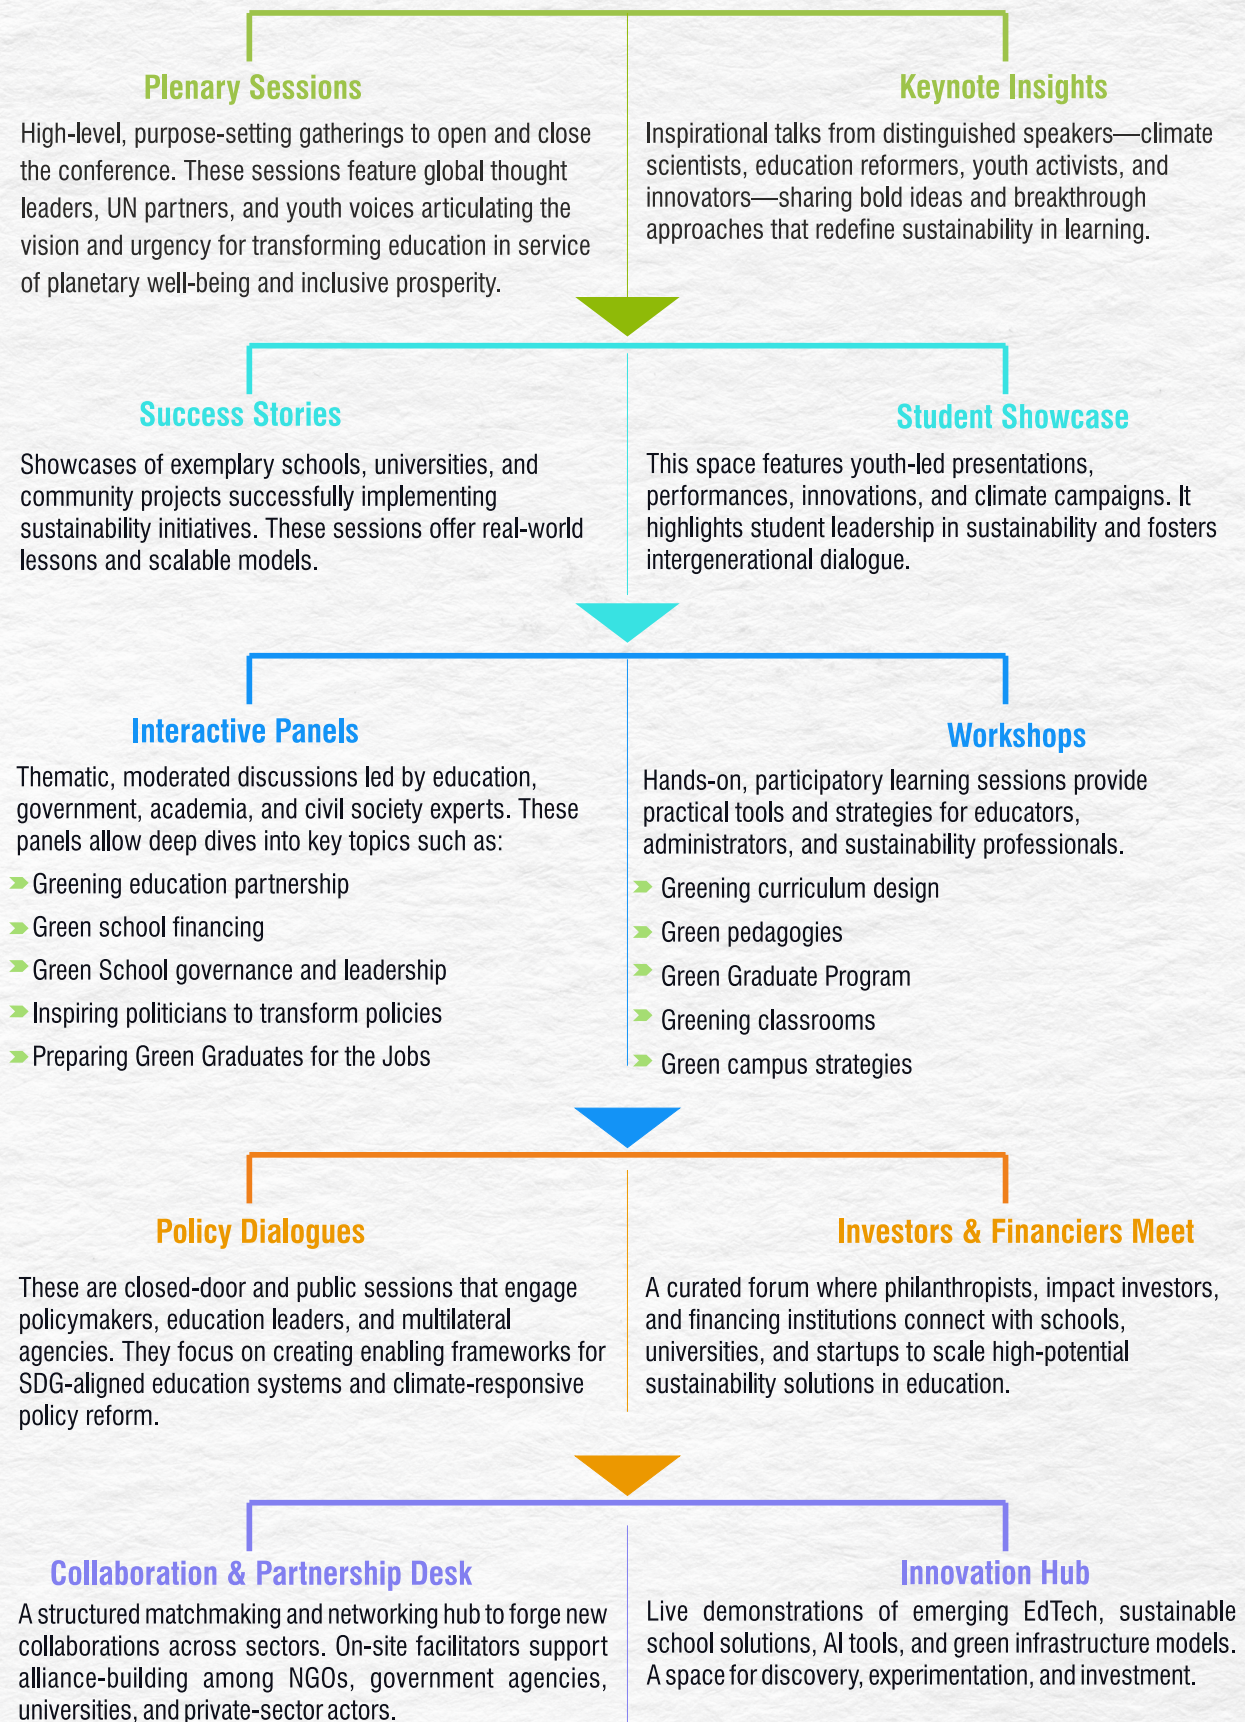 Plenary Sessions
High-level, purpose-setting gatherings to open and close
the conference. These sessions feature global thought
leaders, UN partners, and youth voices articulating the
vision and urgency for transforming education in service
of planetary well-being and inclusive prosperity.
Keynote Insights
Inspirational talks from distinguished speakers—climate
scientists, education reformers, youth activists, and
innovators—sharing bold ideas and breakthrough
approaches that redefine sustainability in learning.
Success Stories
Showcases of exemplary schools, universities, and
community projects successfully implementing
sustainability initiatives. These sessions offer real-world
lessons and scalable models.
Student Showcase
This space features youth-led presentations,
performances, innovations, and climate campaigns. It
highlights student leadership in sustainability and fosters
intergenerational dialogue.
Interactive Panels
Thematic, moderated discussions led by education,
government, academia, and civil society experts. These
panels allow deep dives into key topics such as:
Greening education partnership
Green school financing
Green School governance and leadership
Inspiring politicians to transform policies
Preparing Green Graduates for the Jobs
Workshops
Hands-on, participatory learning sessions provide
practical tools and strategies for educators,
administrators, and sustainability professionals.
Greening curriculum design
Green pedagogies
Green Graduate Program
Greening classrooms
Green campus strategies
Policy Dialogues
These are closed-door and public sessions that engage
policymakers, education leaders, and multilateral
agencies. They focus on creating enabling frameworks for
SDG-aligned education systems and climate-responsive
policy reform.
Investors & Financiers Meet
A curated forum where philanthropists, impact investors,
and financing institutions connect with schools,
universities, and startups to scale high-potential
sustainability solutions in education.
Collaboration & Partnership Desk
A structured matchmaking and networking hub to forge new
collaborations across sectors. On-site facilitators support
alliance-building among NGOs, government agencies,
universities, and private-sector actors.
Innovation Hub
Live demonstrations of emerging EdTech, sustainable
school solutions, AI tools, and green infrastructure models.
A space for discovery, experimentation, and investment.